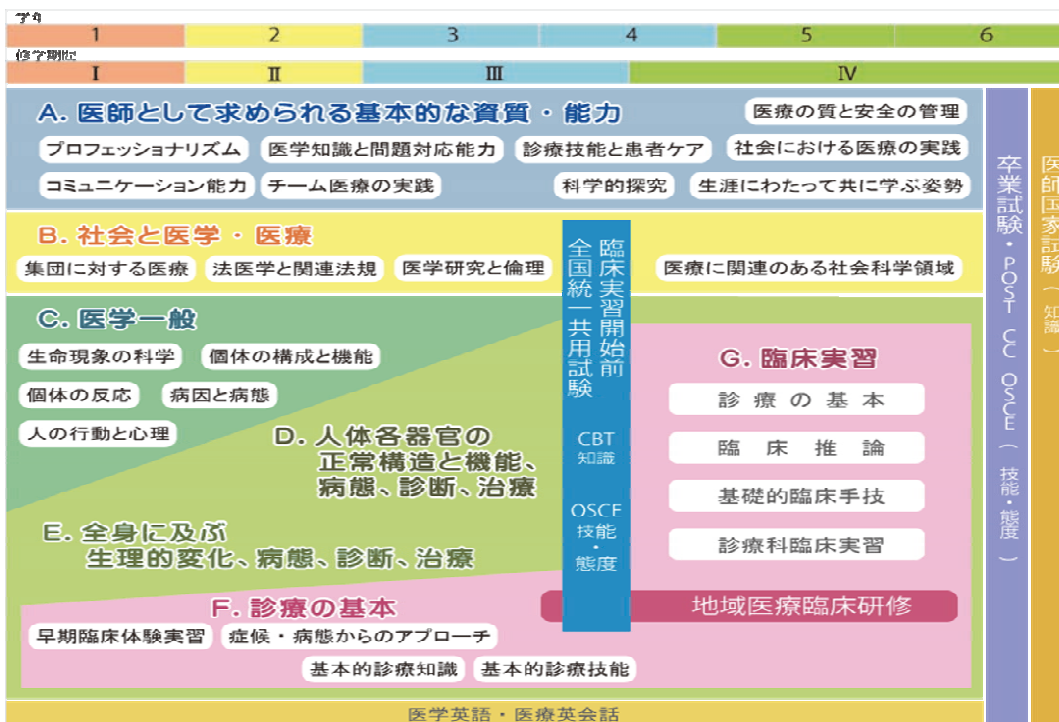 学年
1 2 3 4 5 6
修学期間
Ⅰ Ⅱ Ⅲ Ⅳ
A. 医師として求められる基本的な資質・能力
医療の質と安全の管理
プロフェッショナリズム 医学知識と問題対応能力 診療技能と患者ケア 社会における医療の実践
コミュニケーション能力 チーム医療の実践 科学的探究 生涯にわたって共に学ぶ姿勢
B. 社会と医学・医療
集団に対する医療 法医学と関連法規 医学研究と倫理 医療に関連のある社会科学領域
臨床実習開始前
全国統一共用試験
CBT
知識
OSCE
技能
・
態度
C. 医学一般
生命現象の科学 個体の構成と機能
個体の反応 病因と病態
人の行動と心理
D. 人体各器官の
正常構造と機能、
病態、診断、治療
E. 全身に及ぶ
生理的変化、病態、診断、治療
F. 診療の基本
早期臨床体験実習 症候・病態からのアプローチ
基本的診療知識 基本的診療技能
G. 臨床実習
診療の基本
臨床推論
基礎的臨床手技
診療科臨床実習
地域医療臨床研修
医学英語・医療英会話
卒業試験・POST CC OSCE(技能・態度)
医師国家試験(知識)